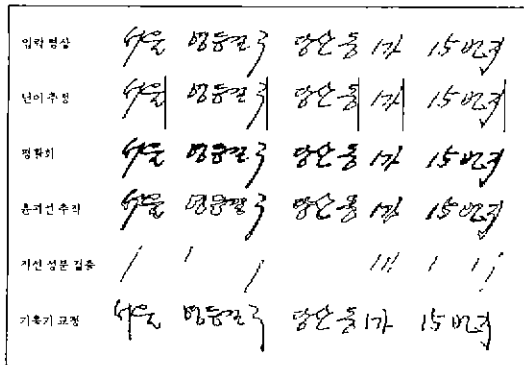 입력 영상 서울 영등포구 당산동 1가 15번지
넌이 추정 서울 영등포구 당산동 1가 15번지
평활화 서울 영등포구 당산동 1가 15번지
윤곽선 추적 서울 영등포구 당산동 1가 15번지
직선 성분 검출
기울기 교정 서울 영등포구 당산동 1가 15번지